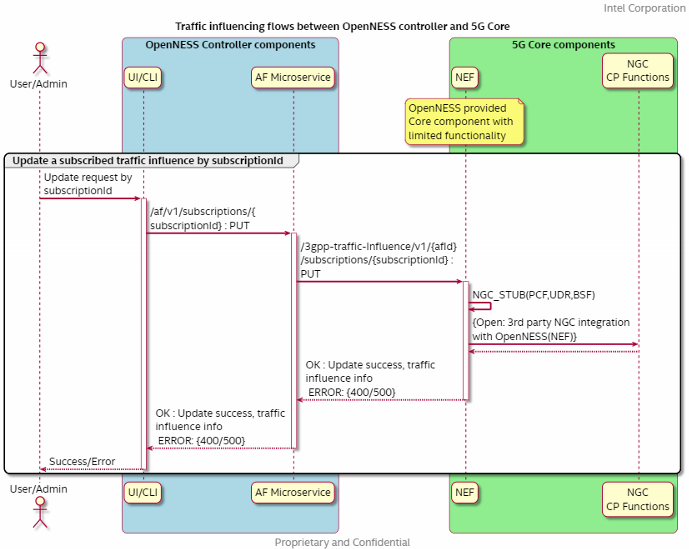 Intel Corporation
Traffic influencing flows between OpenNESS controller and 5G Core
OpenNESS Controller components
5G Core components
User/Admin
UI/CLI
AF Microservice
NEF
NGC
CP Functions
OpenNESS provided
Core component with
limited functionality
Update a subscribed traffic influence by subscriptionId
Update request by
subscriptionId
/af/v1/subscriptions/{
subscriptionId} : PUT
/3gpp-traffic-Influence/v1/{afId}
/subscriptions/{subscriptionId} :
PUT
NGC_STUB(PCF,UDR,BSF)
{Open: 3rd party NGC integration
with OpenNESS(NEF)}
OK : Update success, traffic
influence info
ERROR: {400/500}
OK : Update success, traffic
influence info
ERROR: {400/500}
Success/Error
User/Admin
UI/CLI
AF Microservice
NEF
NGC
CP Functions
Proprietary and Confidential